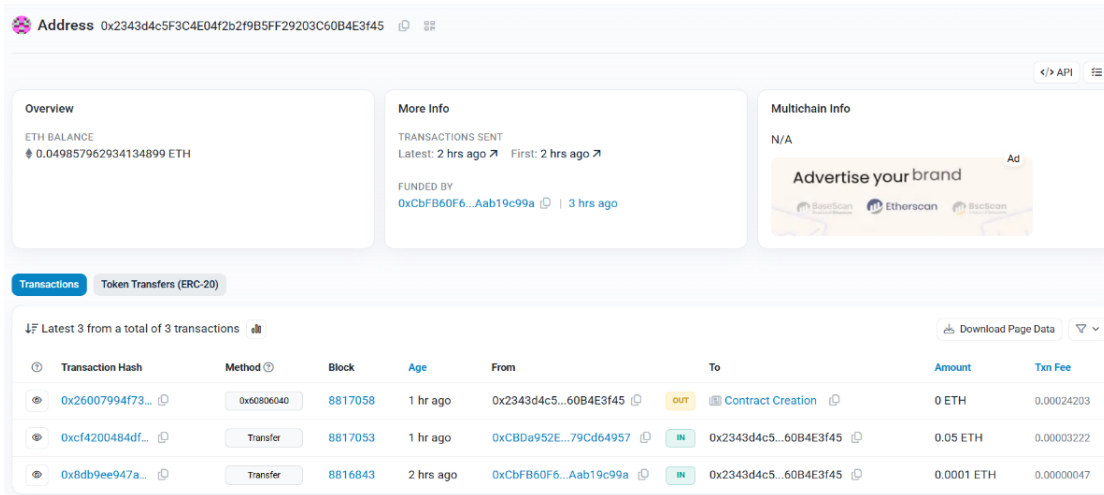 Address 0x2343d4c5F3C4E04f2b2f9B5FF29203C60B4E3f45
</> API
Overview
ETH BALANCE
0.049857962934134899 ETH
More Info
TRANSACTIONS SENT
Latest: 2 hrs ago ↗ First: 2 hrs ago ↗
FUNDED BY
0xCbFB60F6...Aab19c99a | 3 hrs ago
Multichain Info
N/A
Ad
Advertise your brand
BaseScan Etherscan BscScan
Transactions Token Transfers (ERC-20)
Latest 3 from a total of 3 transactions
Download Page Data
Transaction Hash Method Block Age From To Amount Txn Fee
0x26007994f73... 0x60806040 8817058 1 hr ago 0x2343d4c5...60B4E3f45 OUT Contract Creation 0 ETH 0.00024203
0xcf4200484df... Transfer 8817053 1 hr ago 0xCBDa952E...79Cd64957 IN 0x2343d4c5...60B4E3f45 0.05 ETH 0.00003222
0x8db9ee947a... Transfer 8816843 2 hrs ago 0xCbFB60F6...Aab19c99a IN 0x2343d4c5...60B4E3f45 0.0001 ETH 0.00000047